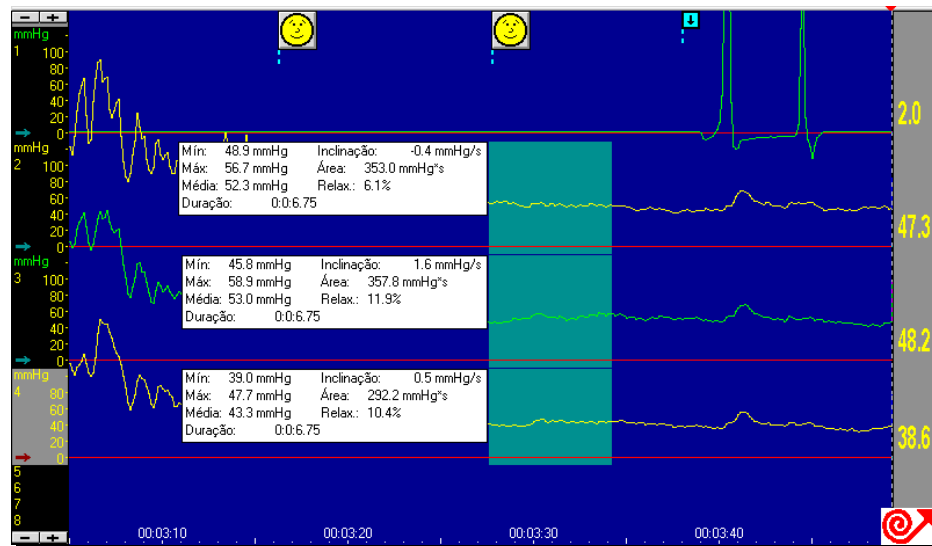 − +
mmHg
1 100
80
60
40
20
0
2.0
mmHg
2 100
80
60
40
20
0
Mín: 48.9 mmHg Inclinação: -0.4 mmHg/s
Máx: 56.7 mmHg Área: 353.0 mmHg*s
Média: 52.3 mmHg Relax.: 6.1%
Duração: 0:0:6.75
47.3
mmHg
3 100
80
60
40
20
0
Mín: 45.8 mmHg Inclinação: 1.6 mmHg/s
Máx: 58.9 mmHg Área: 357.8 mmHg*s
Média: 53.0 mmHg Relax.: 11.9%
Duração: 0:0:6.75
48.2
mmHg
4 80
60
40
20
0
Mín: 39.0 mmHg Inclinação: 0.5 mmHg/s
Máx: 47.7 mmHg Área: 292.2 mmHg*s
Média: 43.3 mmHg Relax.: 10.4%
Duração: 0:0:6.75
38.6
5
6
7
8
− +
00:03:10 00:03:20 00:03:30 00:03:40